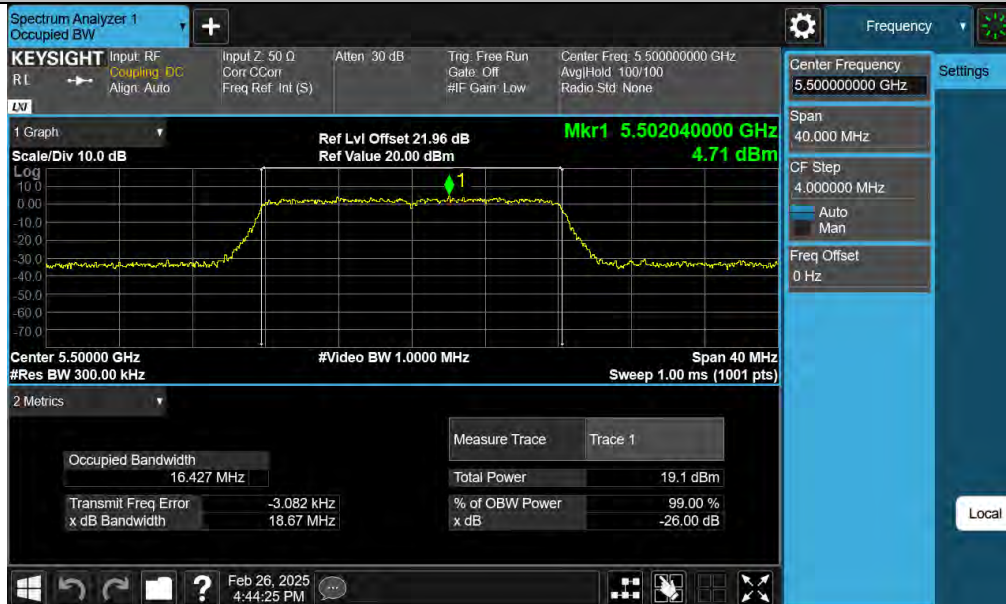 Spectrum Analyzer 1
Occupied BW
Frequency
KEYSIGHT
Input: RF
Coupling: DC
Align: Auto
Input Z: 50 Ω
Corr CCorr
Freq Ref: Int (S)
Atten: 30 dB
Trig: Free Run
Gate: Off
#IF Gain: Low
Center Freq: 5.500000000 GHz
Avg|Hold: 100/100
Radio Std: None
LXI
Center Frequency
5.500000000 GHz
Settings
Span
40.000 MHz
CF Step
4.000000 MHz
Auto
Man
Freq Offset
0 Hz
1 Graph
Scale/Div 10.0 dB
Ref Lvl Offset 21.96 dB
Ref Value 20.00 dBm
Mkr1 5.502040000 GHz
4.71 dBm
Log
10.0
0.00
-10.0
-20.0
-30.0
-40.0
-50.0
-60.0
-70.0
1
Center 5.50000 GHz
#Video BW 1.0000 MHz
Span 40 MHz
#Res BW 300.00 kHz
Sweep 1.00 ms (1001 pts)
2 Metrics
Measure Trace
Trace 1
Occupied Bandwidth
16.427 MHz
Total Power
19.1 dBm
Transmit Freq Error
-3.082 kHz
% of OBW Power
99.00 %
x dB Bandwidth
18.67 MHz
x dB
-26.00 dB
Local
?
Feb 26, 2025
4:44:25 PM